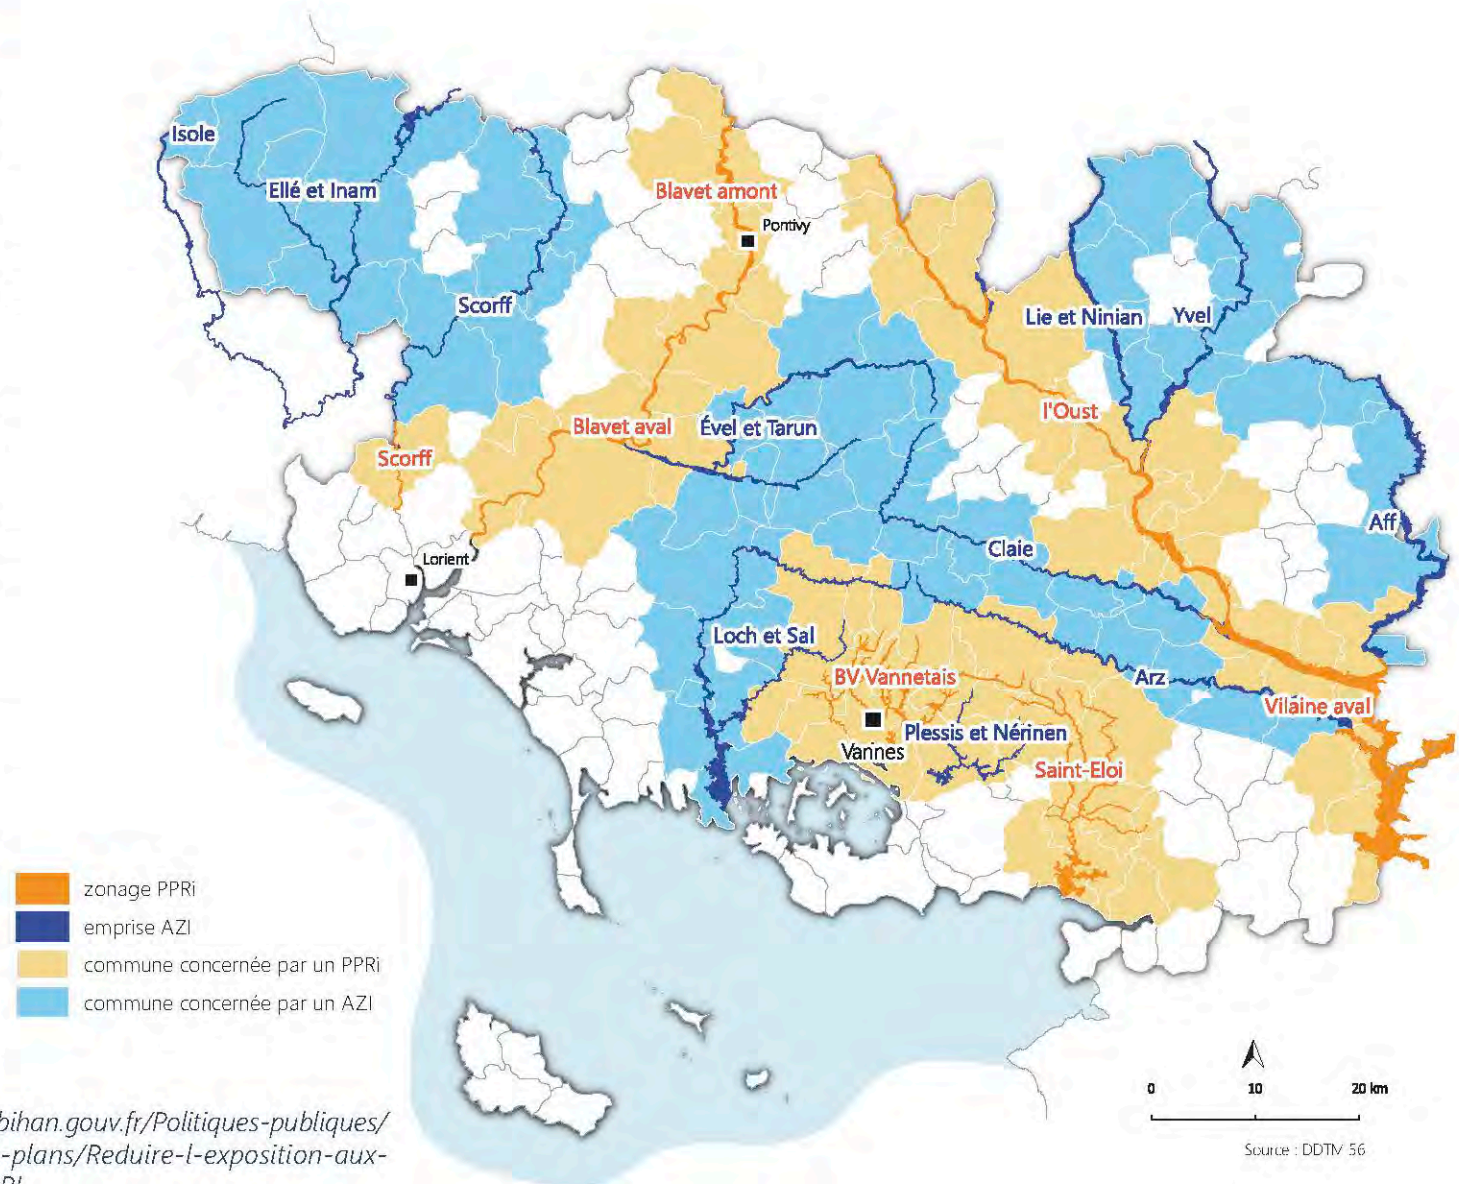 Isole
Ellé et Inam
Blavet amont
Pontivy
Scorff
Lie et Ninian
Yvel
l'Oust
Blavet aval
Ével et Tarun
Scorff
Aff
Claie
Lorient
Loch et Sal
BV Vannetais
Arz
Vilaine aval
Plessis et Nérinen
Vannes
Saint-Eloi
zonage PPRi
emprise AZI
commune concernée par un PPRi
commune concernée par un AZI
0 10 20 km
Source : DDTM 56
bihan.gouv.fr/Politiques-publiques/
-plans/Reduire-l-exposition-aux-